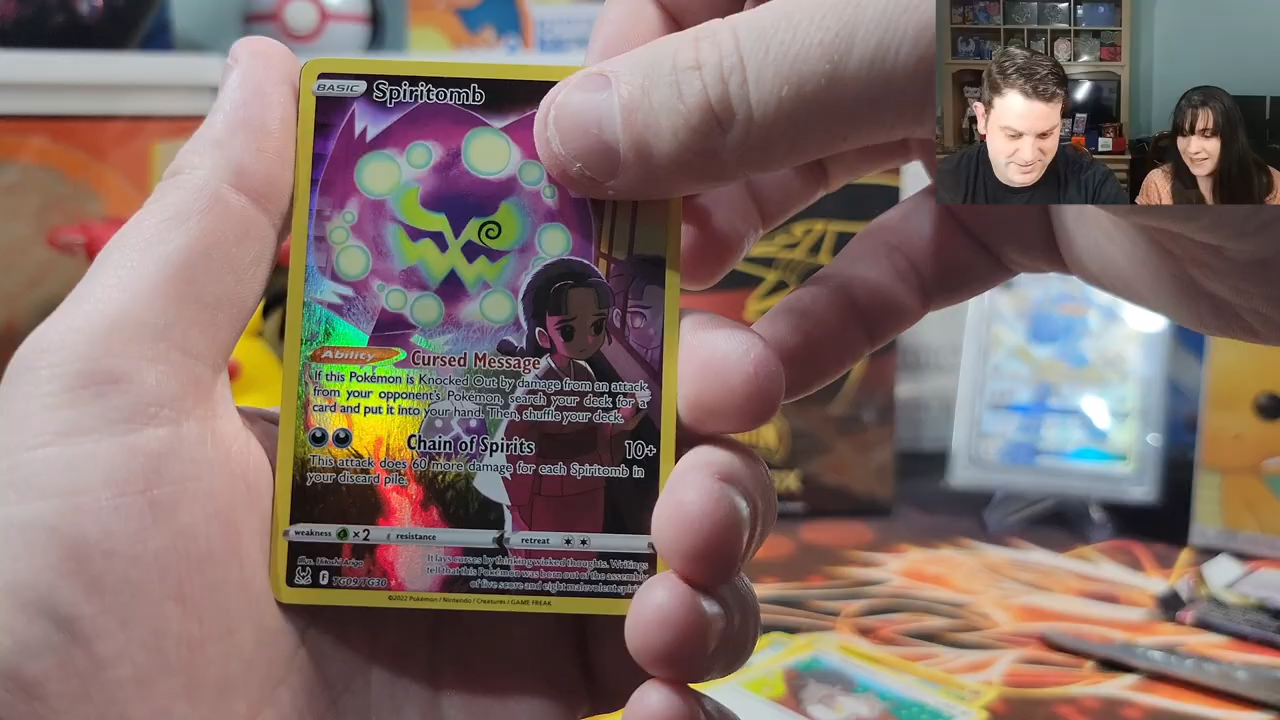 BASIC Spiritomb
Ability Cursed Message
If this Pokémon is Knocked Out by damage from an attack
from your opponent's Pokémon, search your deck for a
card and put it into your hand. Then, shuffle your deck.
Chain of Spirits 10+
This attack does 60 more damage for each Spiritomb in
your discard pile.
weakness ×2 resistance retreat
Illus. Hitoshi Ariga
It lays curses by thinking wicked thoughts. Writings
tell that this Pokémon was born out of the assembly
of five score and eight malevolent
F TG09/TG30
©2022 Pokémon / Nintendo / Creatures / GAME FREAK